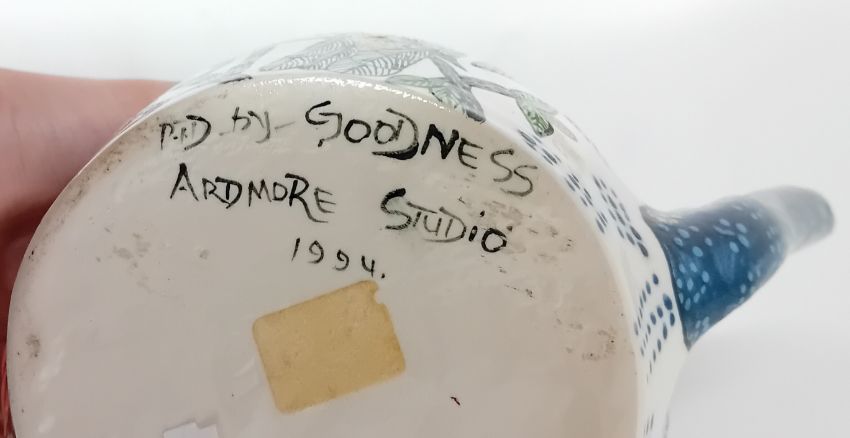 P+D by GOODNESS
ARDMORE STUDiO
1994.